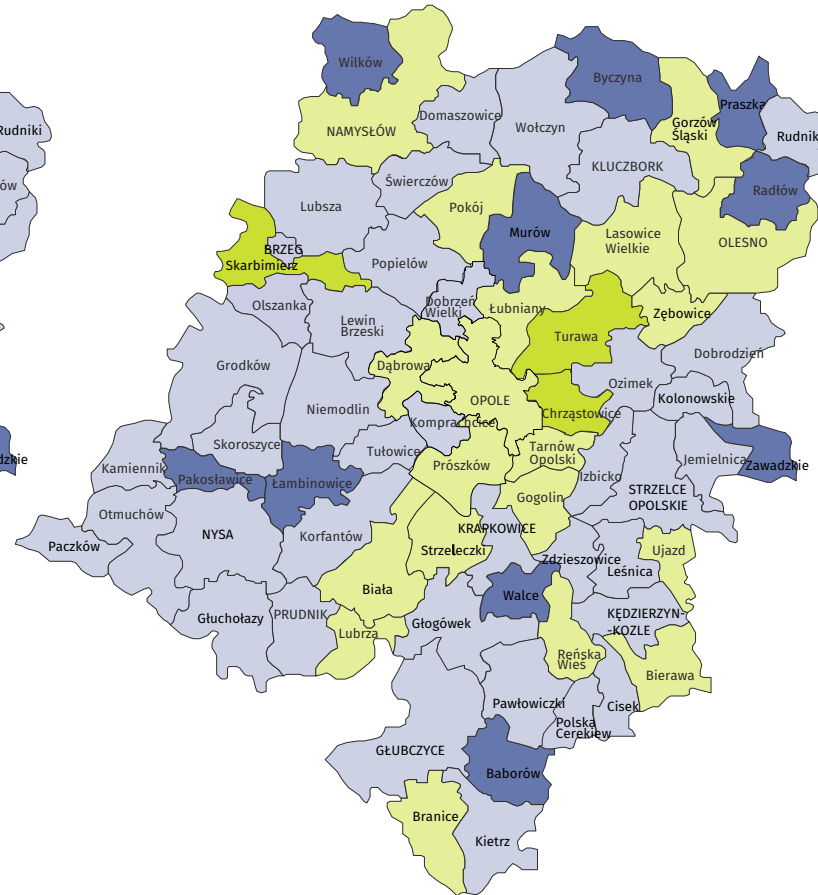 Wilków
Byczyna
Praszka
Gorzów
Śląski
Rudniki
Rudnik
Domaszowice
NAMYSŁÓW
Wołczyn
KLUCZBORK
Radłów
ów
Świerczów
Lubsza
Pokój
Murów
Lasowice
Wielkie
OLESNO
BRZEG
Skarbimierz
Popielów
Olszanka
Dobrzeń
Wielki
Łubniany
Zębowice
Lewin
Brzeski
Turawa
Dobrodzień
Grodków
Dąbrowa
Ozimek
Kolonowskie
OPOLE
Niemodlin
Chrząstowice
Komprachcice
Skoroszyce
Tułowice
Tarnów
Opolski
Jemielnica
Zawadzkie
dzkie
Kamiennik
Pakosławice
Łambinowice
Prószków
Izbicko
STRZELCE
OPOLSKIE
Gogolin
Otmuchów
NYSA
Korfantów
KRAPKOWICE
Paczków
Strzeleczki
Zdzieszowice
Ujazd
Leśnica
Biała
Walce
Głuchołazy
PRUDNIK
Lubrza
Głogówek
KĘDZIERZYN-
-KOZLE
Reńska
Wieś
Bierawa
Pawłowiczki
Cisek
Polska
Cerekiew
GŁUBCZYCE
Baborów
Branice
Kietrz